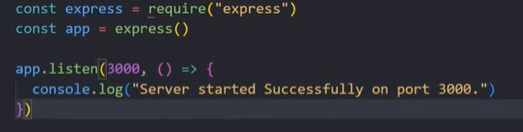 const express = require("express")
const app = express()
app.listen(3000, () => {
console.log("Server started Successfully on port 3000.")
})